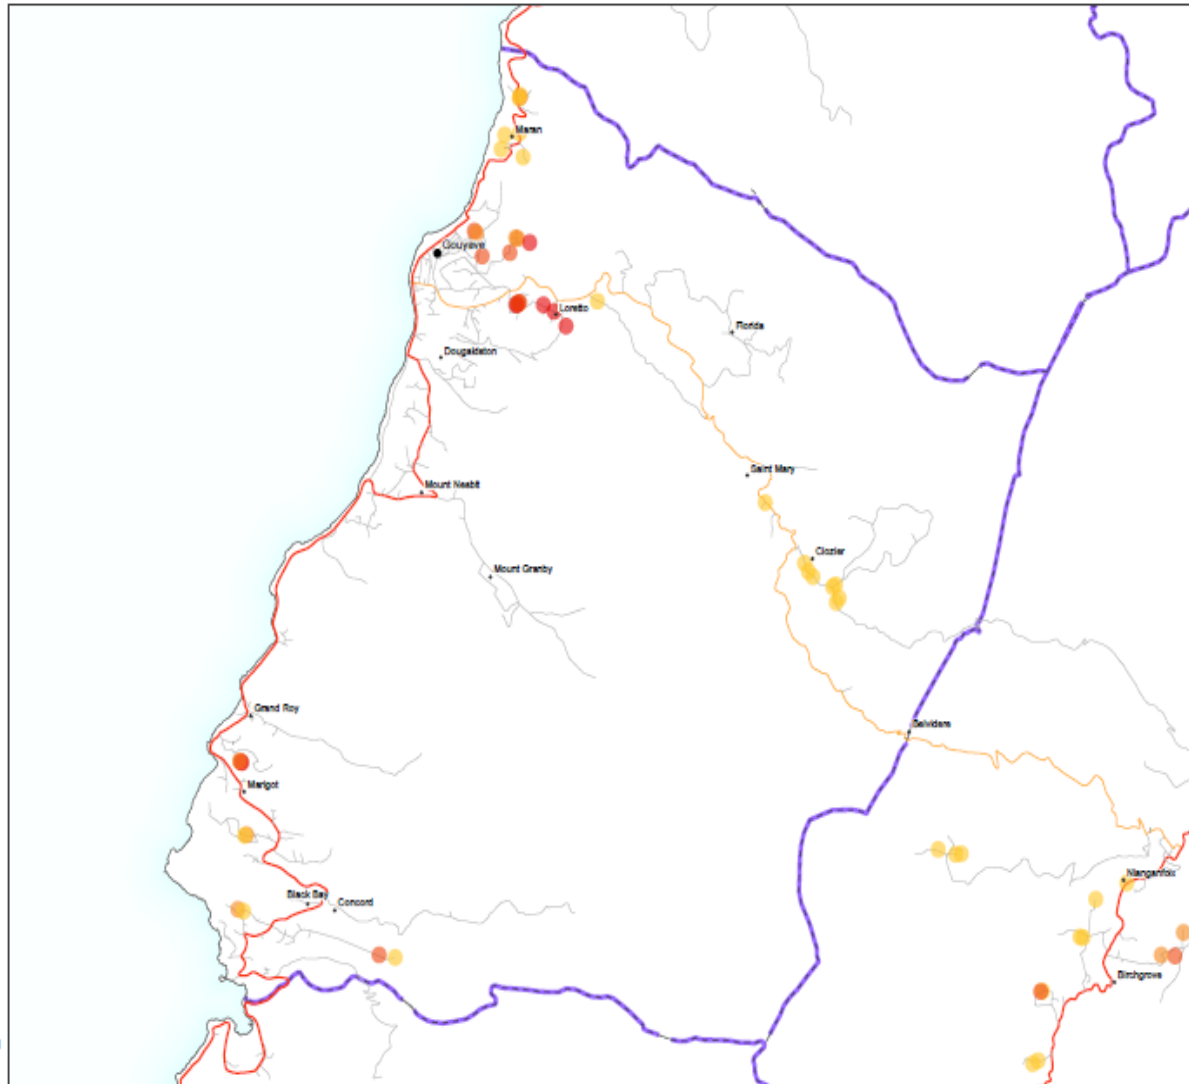 Maran
Gouyave
Loretto
Florida
Dougaldston
Saint Mary
Mount Nesbit
Clozier
Mount Granby
Grand Roy
Belvidere
Marigot
Nianganfoix
Black Bay
Concord
Birchgrove